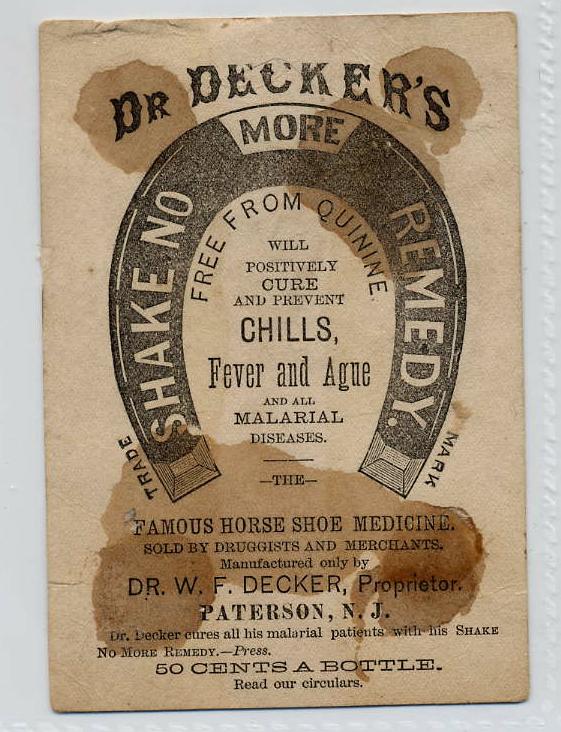 DR DECKER'S
SHAKE NO
MORE
REMEDY.
FREE FROM QUININE.
WILL
POSITIVELY
CURE
AND PREVENT
CHILLS,
Fever and Ague
AND ALL
MALARIAL
DISEASES.
TRADE MARK
—THE—
FAMOUS HORSE SHOE MEDICINE.
SOLD BY DRUGGISTS AND MERCHANTS.
Manufactured only by
DR. W. F. DECKER, Proprietor.
PATERSON, N. J.
Dr. Decker cures all his malarial patients with his SHAKE
NO MORE REMEDY.—Press.
50 CENTS A BOTTLE.
Read our circulars.